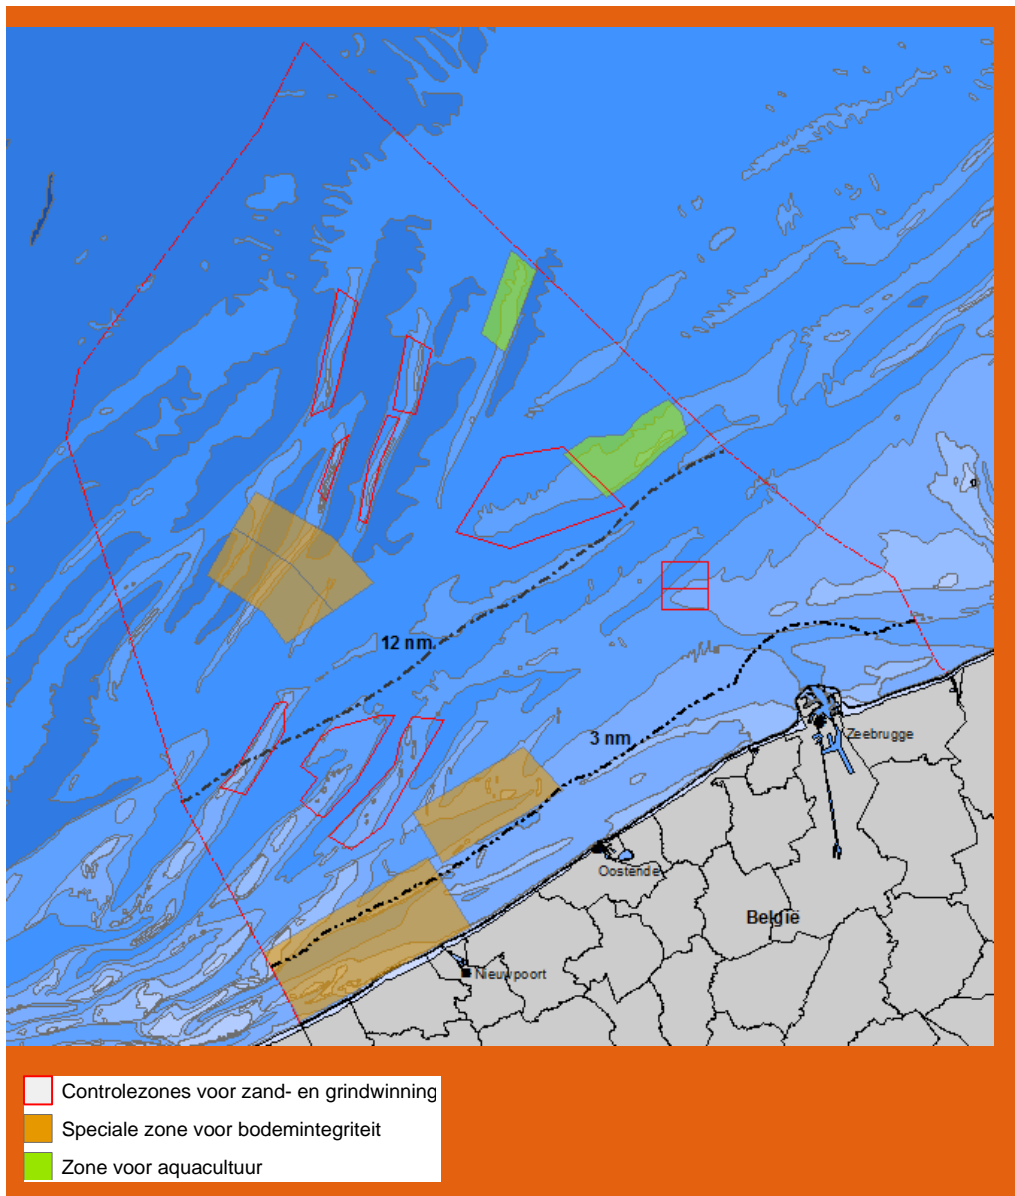 12 nm
3 nm
Zeebrugge
Oostende
België
Nieuwpoort
Controlezones voor zand- en grindwinning
Speciale zone voor bodemintegriteit
Zone voor aquacultuur